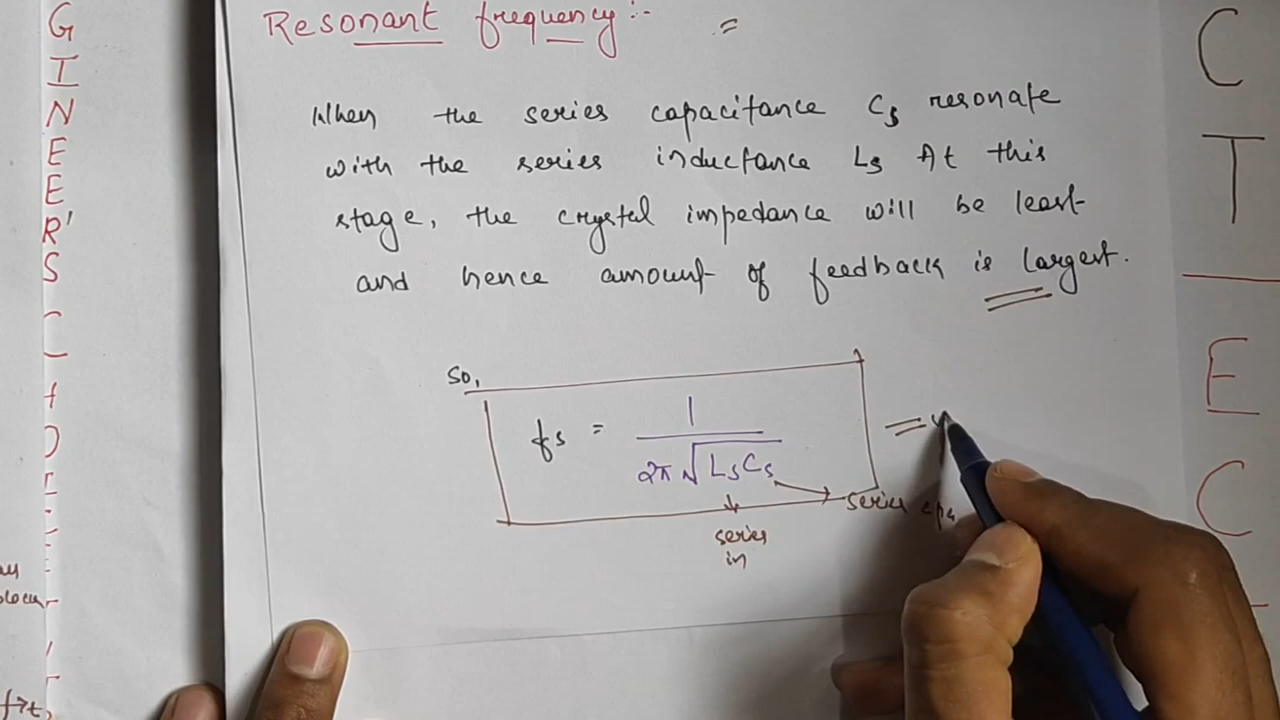 Resonant frequency :- =
When the series capacitance Cs resonate
with the series inductance Ls At this
stage, the crystal impedance will be least
and hence amount of feedback is largest.
So,
fs = 1 / 2π√LsCs
series
series
in
G
I
N
E
E
R'
S
C
T
E
C